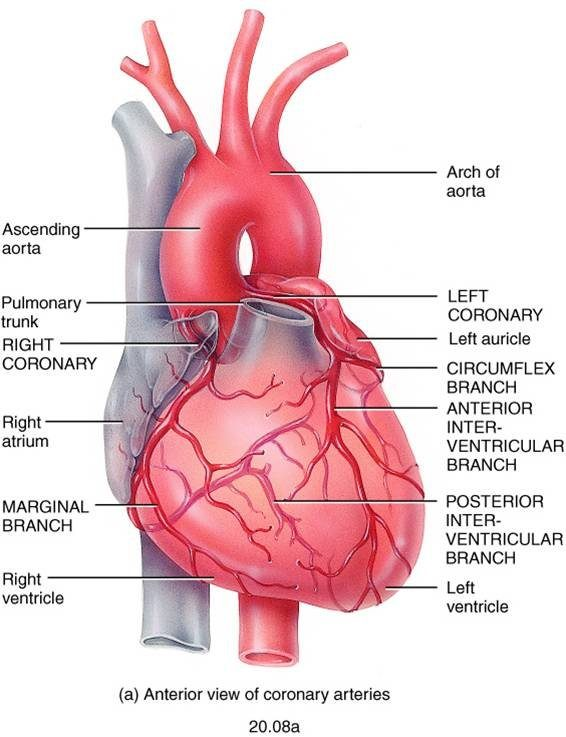 Arch of
aorta
Ascending
aorta
Pulmonary
trunk
RIGHT
CORONARY
Right
atrium
MARGINAL
BRANCH
Right
ventricle
LEFT
CORONARY
Left auricle
CIRCUMFLEX
BRANCH
ANTERIOR
INTER-
VENTRICULAR
BRANCH
POSTERIOR
INTER-
VENTRICULAR
BRANCH
Left
ventricle
(a) Anterior view of coronary arteries
20.08a